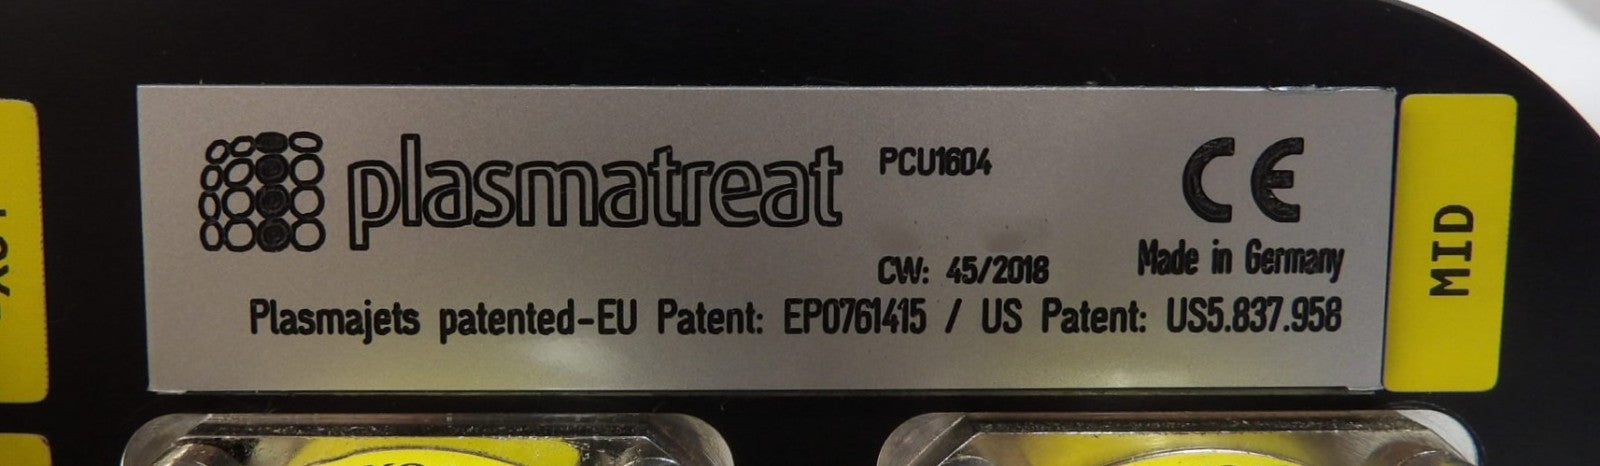 plasmatreat
PCU1604
CE
CW: 45/2018
Made in Germany
Plasmajets patented-EU Patent: EP0761415 / US Patent: US5.837.958
MID